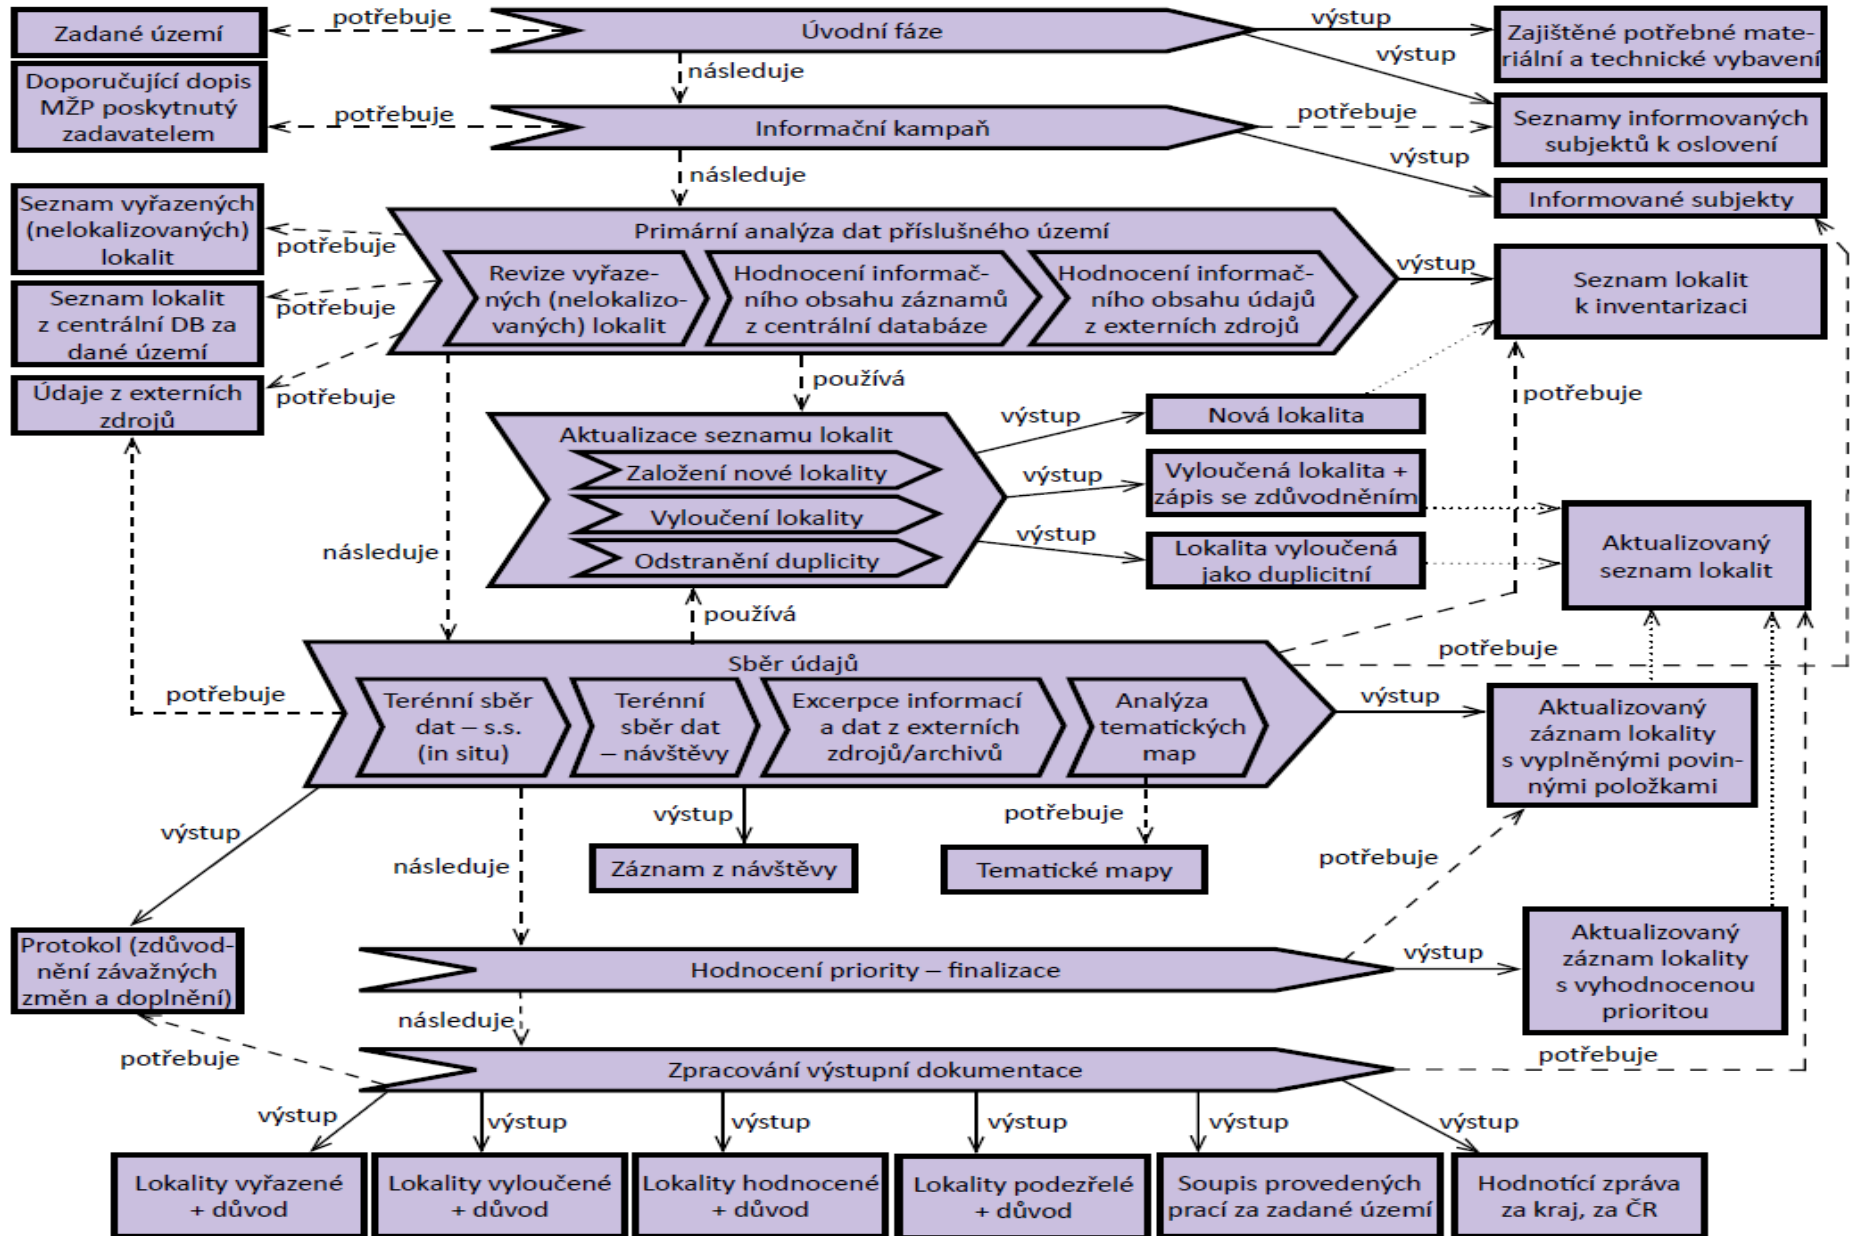 Zadané území
potřebuje
Úvodní fáze
výstup
Zajištěné potřebné mate-
riální a technické vybavení
výstup
následuje
Doporučující dopis
MŽP poskytnutý
zadavatelem
potřebuje
Informační kampaň
potřebuje
Seznamy informovaných
subjektů k oslovení
výstup
následuje
Informované subjekty
Seznam vyřazených
(nelokalizovaných)
lokalit
potřebuje
Primární analýza dat příslušného území
Revize vyřaze-
ných (nelokalizo-
vaných) lokalit
Hodnocení informač-
ního obsahu záznamů
z centrální databáze
Hodnocení informač-
ního obsahu údajů
z externích zdrojů
výstup
Seznam lokalit
k inventarizaci
Seznam lokalit
z centrální DB za
dané území
potřebuje
Údaje z externích
zdrojů
potřebuje
používá
potřebuje
Aktualizace seznamu lokalit
Založení nové lokality
Vyloučení lokality
Odstranění duplicity
výstup
Nová lokalita
výstup
Vyloučená lokalita +
zápis se zdůvodněním
výstup
Lokalita vyloučená
jako duplicitní
Aktualizovaný
seznam lokalit
následuje
používá
potřebuje
Sběr údajů
potřebuje
Terénní sběr
dat – s.s.
(in situ)
Terénní
sběr dat
– návštěvy
Excerpce informací
a dat z externích
zdrojů/archivů
Analýza
tematických
map
výstup
Aktualizovaný
záznam lokality
s vyplněnými povin-
nými položkami
výstup
následuje
výstup
Záznam z návštěvy
potřebuje
Tematické mapy
potřebuje
Protokol (zdůvod-
nění závažných
změn a doplnění)
Hodnocení priority – finalizace
výstup
Aktualizovaný
záznam lokality
s vyhodnocenou
prioritou
následuje
potřebuje
Zpracování výstupní dokumentace
potřebuje
výstup
výstup
výstup
výstup
výstup
výstup
Lokality vyřazené
+ důvod
Lokality vyloučené
+ důvod
Lokality hodnocené
+ důvod
Lokality podezřelé
+ důvod
Soupis provedených
prací za zadané území
Hodnotící zpráva
za kraj, za ČR